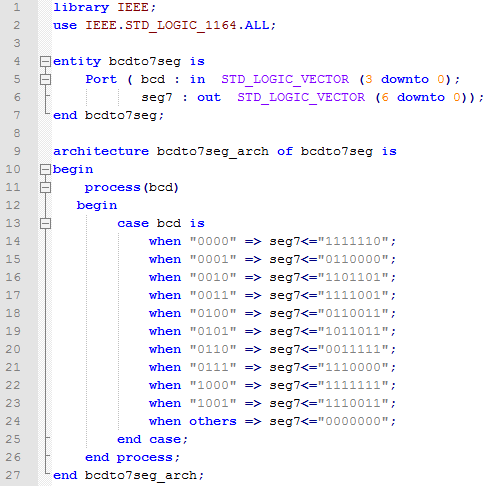 1 library IEEE;
2 use IEEE.STD_LOGIC_1164.ALL;
3
4 entity bcdto7seg is
5 Port ( bcd : in STD_LOGIC_VECTOR (3 downto 0);
6 seg7 : out STD_LOGIC_VECTOR (6 downto 0));
7 end bcdto7seg;
8
9 architecture bcdto7seg_arch of bcdto7seg is
10 begin
11 process(bcd)
12 begin
13 case bcd is
14 when "0000" => seg7<="1111110";
15 when "0001" => seg7<="0110000";
16 when "0010" => seg7<="1101101";
17 when "0011" => seg7<="1111001";
18 when "0100" => seg7<="0110011";
19 when "0101" => seg7<="1011011";
20 when "0110" => seg7<="0011111";
21 when "0111" => seg7<="1110000";
22 when "1000" => seg7<="1111111";
23 when "1001" => seg7<="1110011";
24 when others => seg7<="0000000";
25 end case;
26 end process;
27 end bcdto7seg_arch;